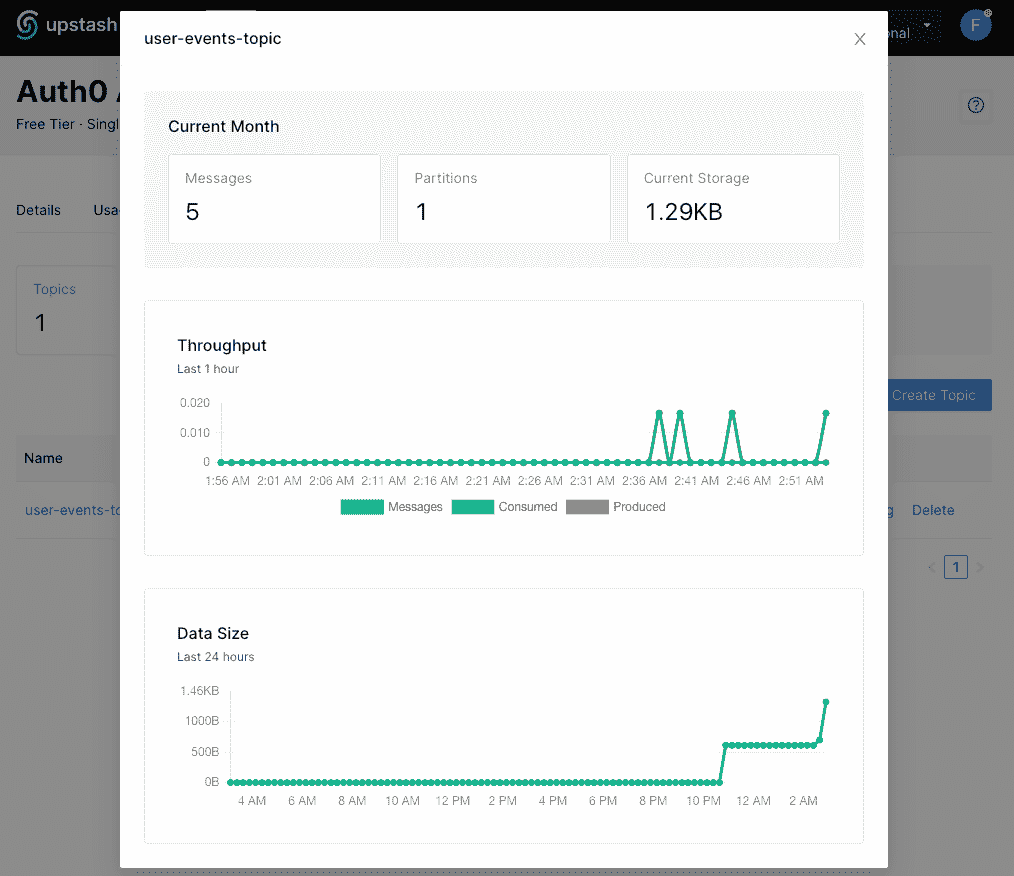 upstash
onal
F
user-events-topic
Auth0
Free Tier · Singl
Current Month
Messages
Partitions
Current Storage
5
1
1.29KB
Details
Usa
Topics
1
Throughput
Last 1 hour
Create Topic
0.020
0.010
0
1:56 AM 2:01 AM 2:06 AM 2:11 AM 2:16 AM 2:21 AM 2:26 AM 2:31 AM 2:36 AM 2:41 AM 2:46 AM 2:51 AM
Messages Consumed Produced
Name
user-events-to
g
Delete
1
Data Size
Last 24 hours
1.46KB
1000B
500B
0B
4 AM 6 AM 8 AM 10 AM 12 PM 2 PM 4 PM 6 PM 8 PM 10 PM 12 AM 2 AM